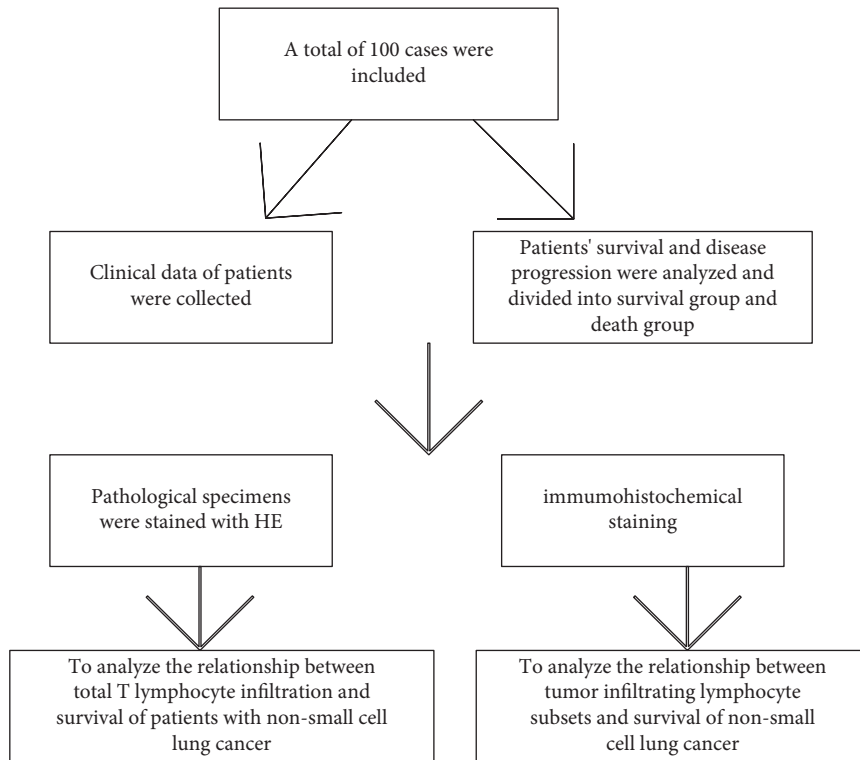 A total of 100 cases were
included
Clinical data of patients
were collected
Patients' survival and disease
progression were analyzed and
divided into survival group and
death group
Pathological specimens
were stained with HE
immumohistochemical
staining
To analyze the relationship between
total T lymphocyte infiltration and
survival of patients with non-small cell
lung cancer
To analyze the relationship between
tumor infiltrating lymphocyte
subsets and survival of non-small
cell lung cancer